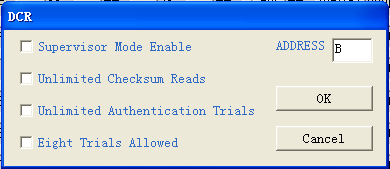 DCR
Supervisor Mode Enable
ADDRESS B
Unlimited Checksum Reads
OK
Unlimited Authentication Trials
Cancel
Eight Trials Allowed